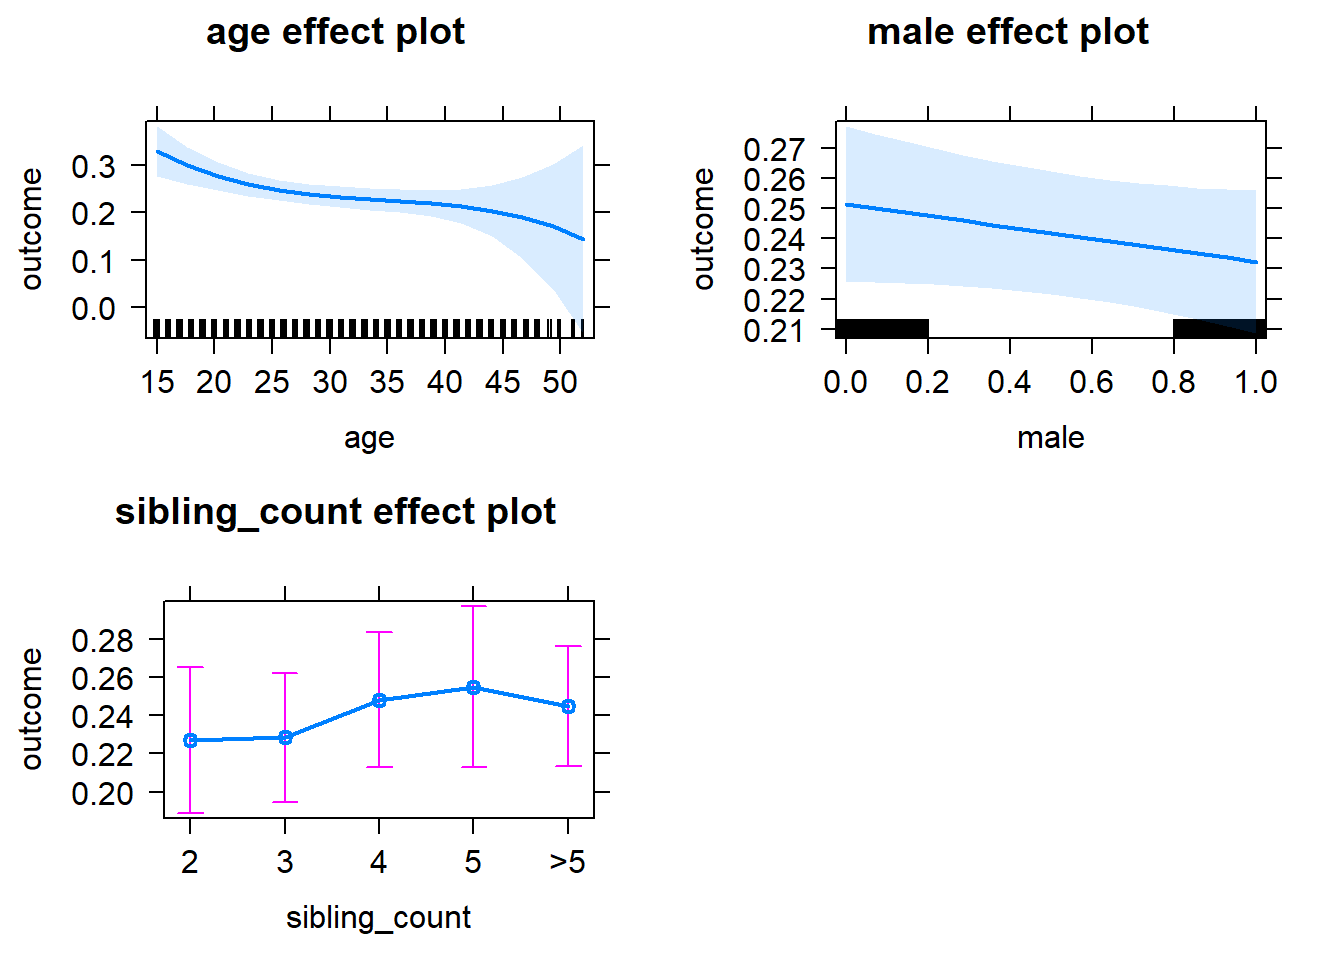 age effect plot
outcome
0.3
0.2
0.1
0.0
15 20 25 30 35 40 45 50
age
male effect plot
outcome
0.27
0.26
0.25
0.24
0.23
0.22
0.21
0.0 0.2 0.4 0.6 0.8 1.0
male
sibling_count effect plot
outcome
0.28
0.26
0.24
0.22
0.20
2 3 4 5 >5
sibling_count